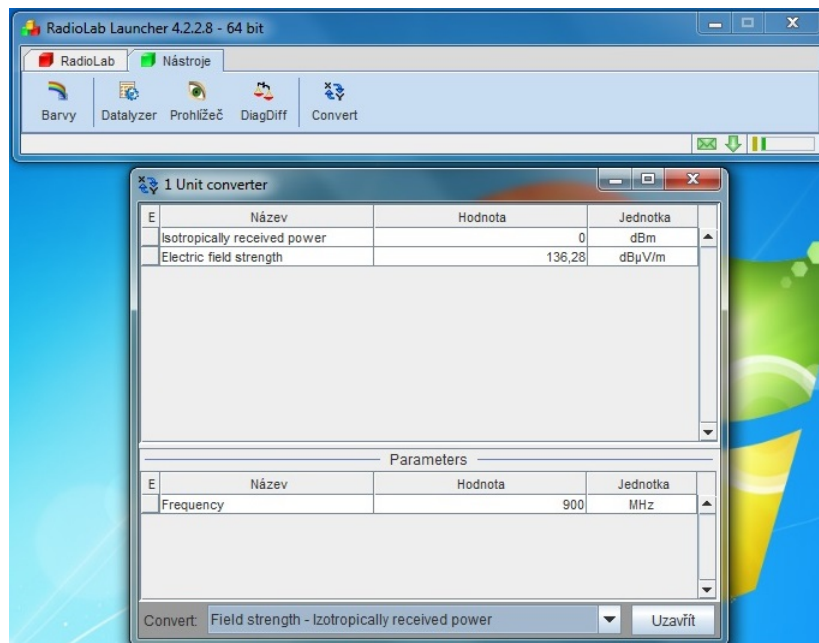 RadioLab Launcher 4.2.2.8 - 64 bit
RadioLab Nástroje
Barvy Datalyzer Prohlížeč DiagDiff Convert
1 Unit converter
E Název Hodnota Jednotka
Isotropically received power 0 dBm
Electric field strength 136,28 dBµV/m
Parameters
E Název Hodnota Jednotka
Frequency 900 MHz
Convert: Field strength - Izotropically received power Uzavřít